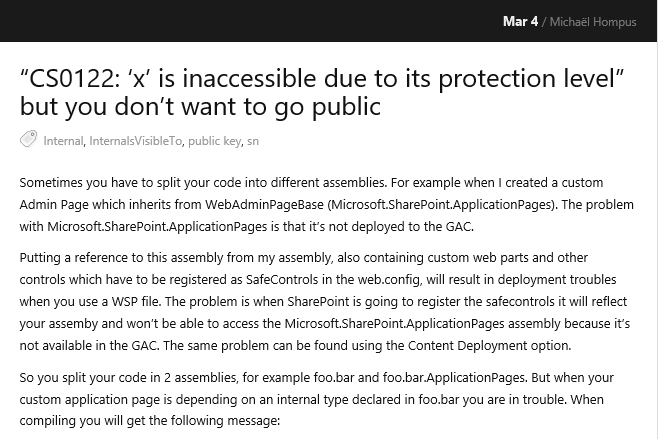 Mar 4 / Michaël Hompus
“CS0122: ‘x’ is inaccessible due to its protection level”
but you don’t want to go public
Internal, InternalsVisibleTo, public key, sn
Sometimes you have to split your code into different assemblies. For example when I created a custom
Admin Page which inherits from WebAdminPageBase (Microsoft.SharePoint.ApplicationPages). The problem
with Microsoft.SharePoint.ApplicationPages is that it’s not deployed to the GAC.
Putting a reference to this assembly from my assembly, also containing custom web parts and other
controls which have to be registered as SafeControls in the web.config, will result in deployment troubles
when you use a WSP file. The problem is when SharePoint is going to register the safecontrols it will reflect
your assemby and won’t be able to access the Microsoft.SharePoint.ApplicationPages assembly because it’s
not available in the GAC. The same problem can be found using the Content Deployment option.
So you split your code in 2 assemblies, for example foo.bar and foo.bar.ApplicationPages. But when your
custom application page is depending on an internal type declared in foo.bar you are in trouble. When
compiling you will get the following message: